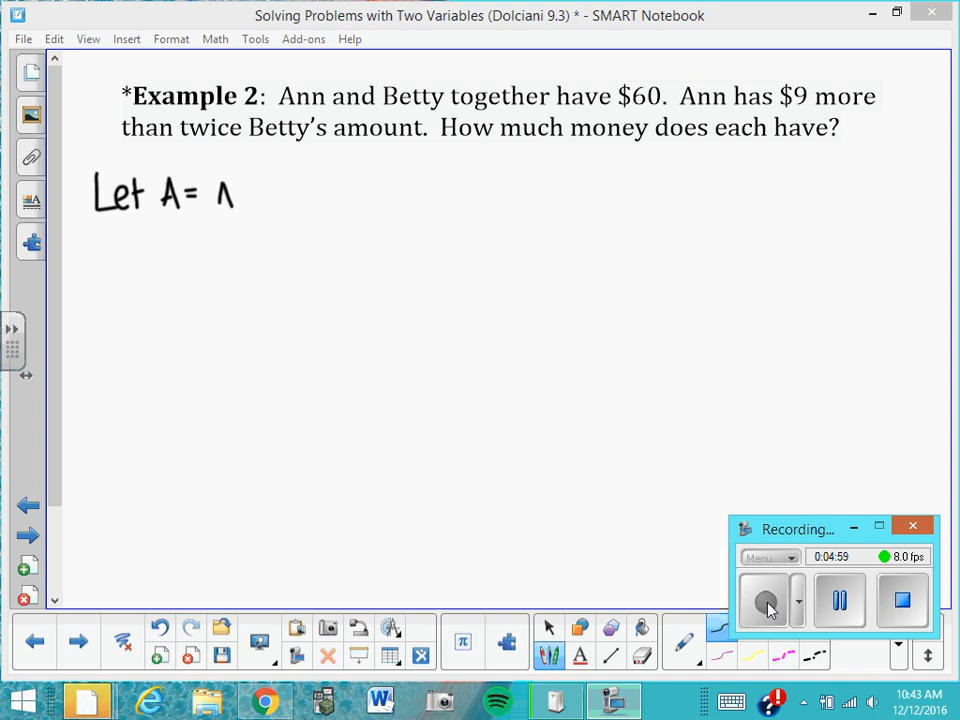 Solving Problems with Two Variables (Dolciani 9.3) * - SMART Notebook
File Edit View Insert Format Math Tools Add-ons Help
*Example 2: Ann and Betty together have $60. Ann has $9 more
than twice Betty's amount. How much money does each have?
Let A=
Recording...
Menu 0:04:59 8.0 fps
10:43 AM
12/12/2016